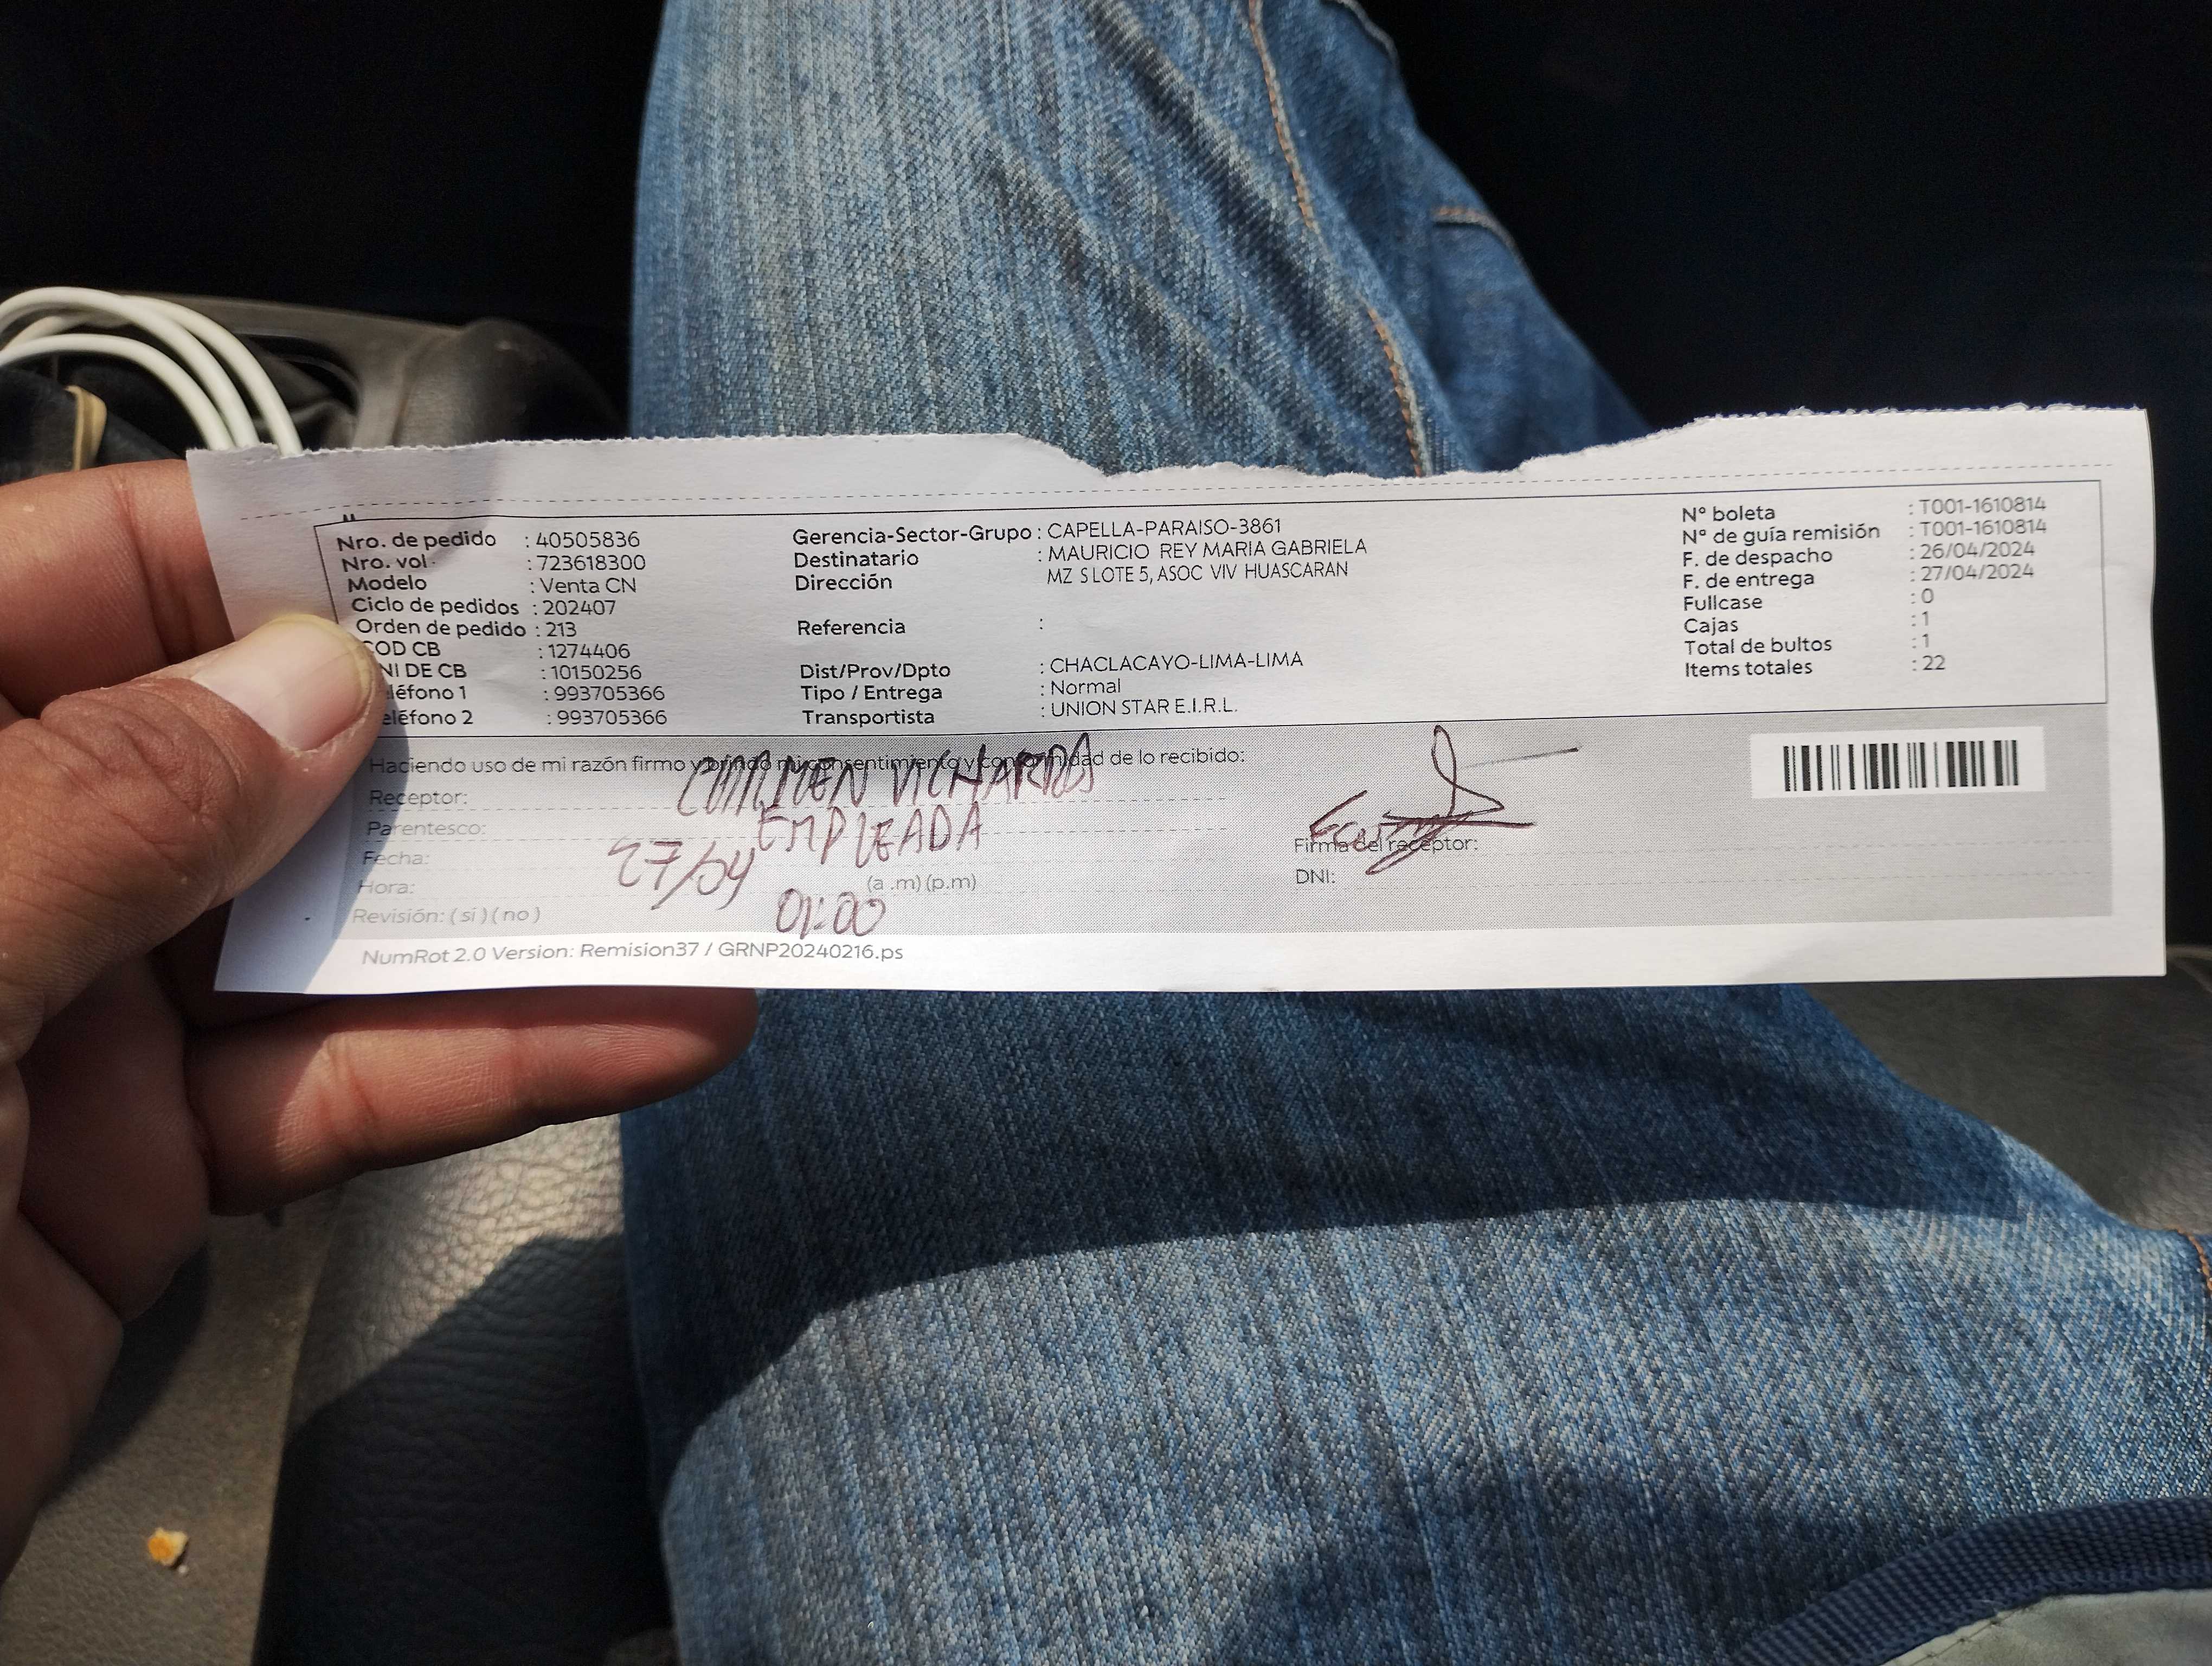 Nro. de pedido : 40505836
Nro. vol : 723618300
Modelo : Venta CN
Ciclo de pedidos : 202407
Orden de pedido : 213
COD CB : 1274406
NI DE CB : 10150256
léfono 1 : 993705366
eléfono 2 : 993705366
Gerencia-Sector-Grupo : CAPELLA-PARAISO-3861
Destinatario : MAURICIO REY MARIA GABRIELA
Dirección MZ S LOTE 5, ASOC VIV HUASCARAN
Referencia :
Dist/Prov/Dpto : CHACLACAYO-LIMA-LIMA
Tipo / Entrega : Normal
Transportista : UNION STAR E.I.R.L.
N° boleta : T001-1610814
N° de guía remisión : T001-1610814
F. de despacho : 26/04/2024
F. de entrega : 27/04/2024
Fullcase : 0
Cajas : 1
Total de bultos : 1
Items totales : 22
Haciendo uso de mi razón firmo y brindo mi consentimiento y conformidad de lo recibido:
Receptor: CARMEN
Parentesco: EMPLEADA
Fecha: 27/04
Hora: 01:00 (a .m) (p.m)
Revisión: ( si ) ( no )
Firma del receptor:
DNI:
NumRot 2.0 Version: Remision37 / GRNP20240216.ps